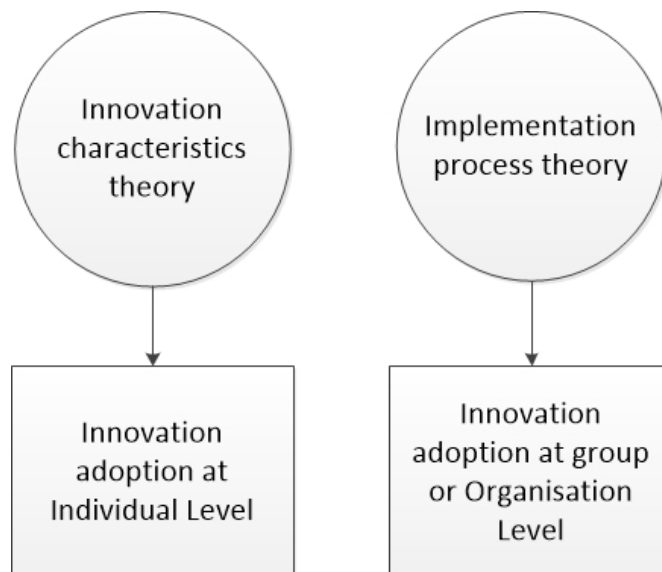 Innovation
characteristics
theory
Implementation
process theory
Innovation
adoption at
Individual Level
Innovation
adoption at group
or Organisation
Level